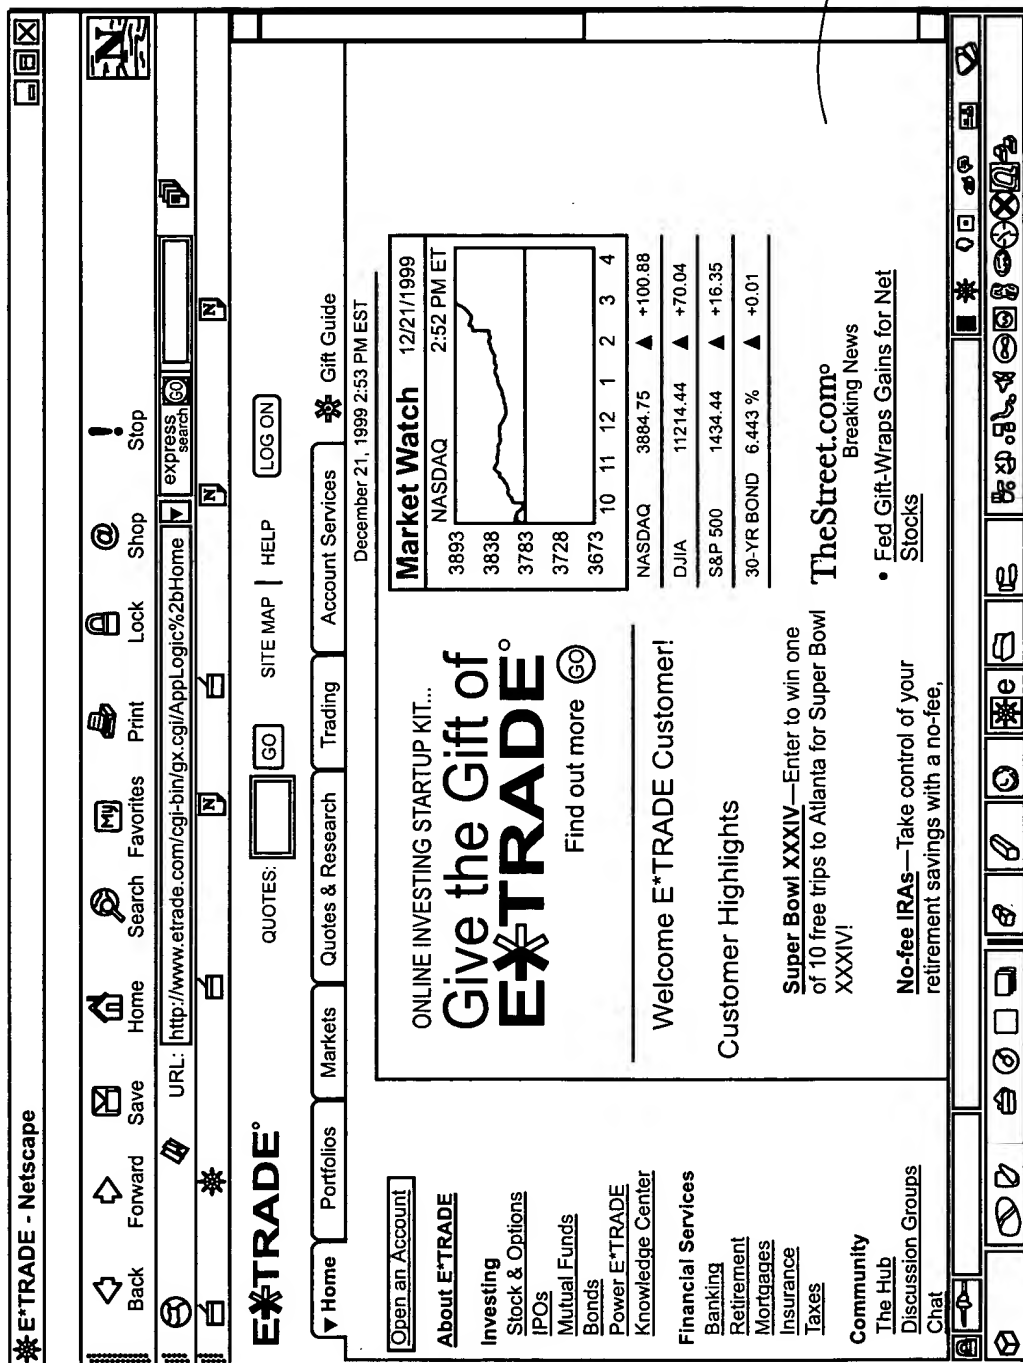 E*TRADE - Netscape
Back Forward Save Home Search Favorites Print Lock Shop Stop
My
@
!
N
URL: http://www.etrade.com/cgi-bin/gx.cgi/AppLogic%2bHome express search GO
N N N
E*TRADE QUOTES: GO SITE MAP | HELP LOG ON
Home Portfolios Markets Quotes & Research Trading Account Services Gift Guide
December 21, 1999 2:53 PM EST
Open an Account
About E*TRADE
Investing
Stock & Options
IPOs
Mutual Funds
Bonds
Power E*TRADE
Knowledge Center
Financial Services
Banking
Retirement
Mortgages
Insurance
Taxes
Community
The Hub
Discussion Groups
Chat
ONLINE INVESTING STARTUP KIT...
Give the Gift of
E*TRADE
Find out more GO
Welcome E*TRADE Customer!
Customer Highlights
Super Bowl XXXIV—Enter to win one
of 10 free trips to Atlanta for Super Bowl
XXXIV!
No-fee IRAs—Take control of your
retirement savings with a no-fee,
Market Watch 12/21/1999
NASDAQ 2:52 PM ET
3893
3838
3783
3728
3673
10 11 12 1 2 3 4
NASDAQ 3884.75 ▲ +100.88
DJIA 11214.44 ▲ +70.04
S&P 500 1434.44 ▲ +16.35
30-YR BOND 6.443 % ▲ +0.01
TheStreet.com
Breaking News
• Fed Gift-Wraps Gains for Net
Stocks
e